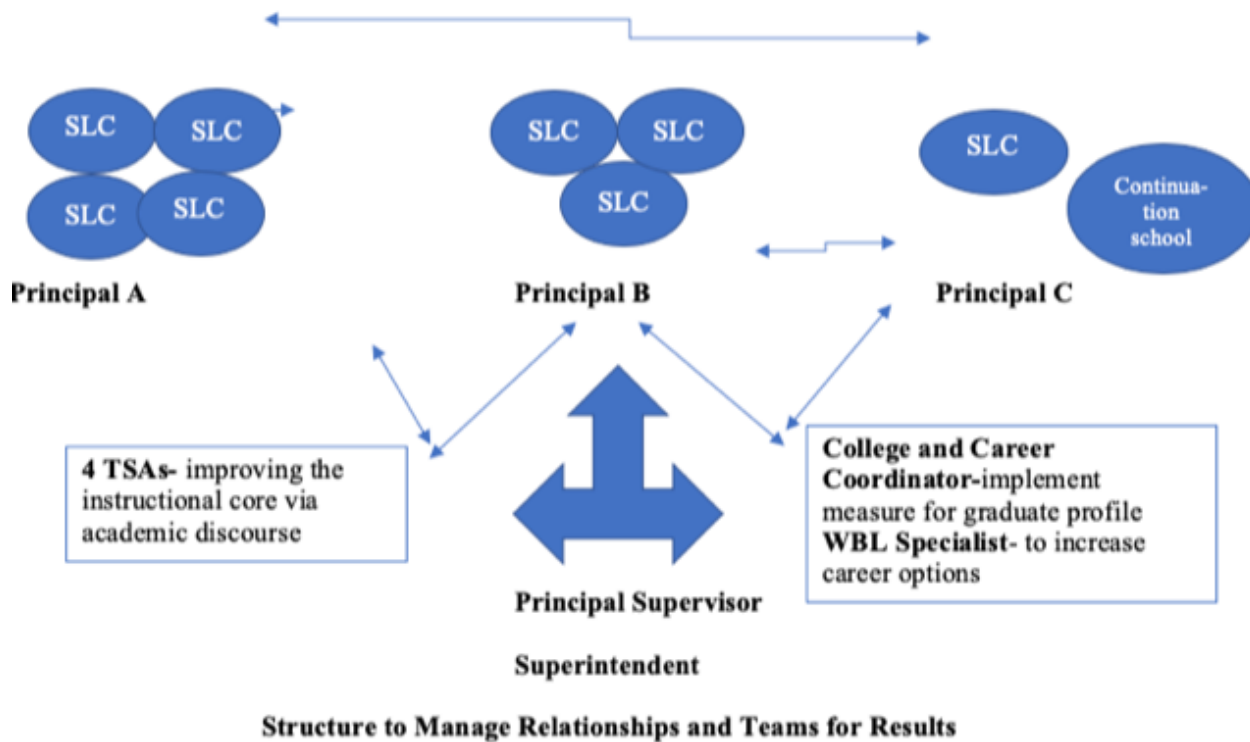 SLC
SLC
SLC
SLC
Principal A
SLC
SLC
SLC
Principal B
SLC
Continua-
tion
school
Principal C
4 TSAs- improving the
instructional core via
academic discourse
College and Career
Coordinator-implement
measure for graduate profile
WBL Specialist- to increase
career options
Principal Supervisor
Superintendent
Structure to Manage Relationships and Teams for Results